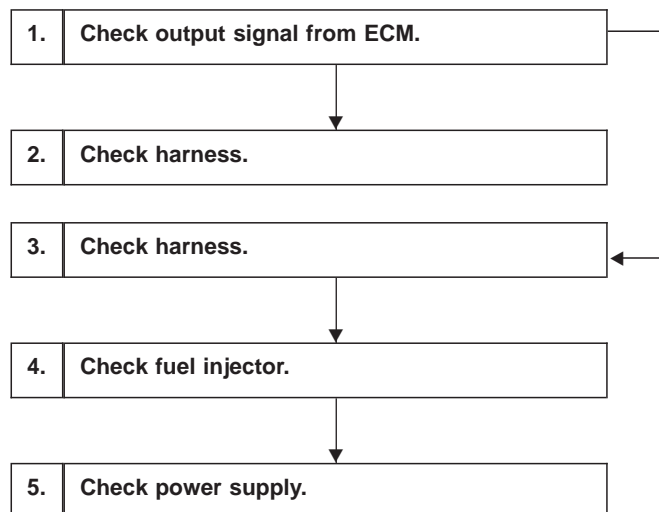 1. Check output signal from ECM.
2. Check harness.
3. Check harness.
4. Check fuel injector.
5. Check power supply.